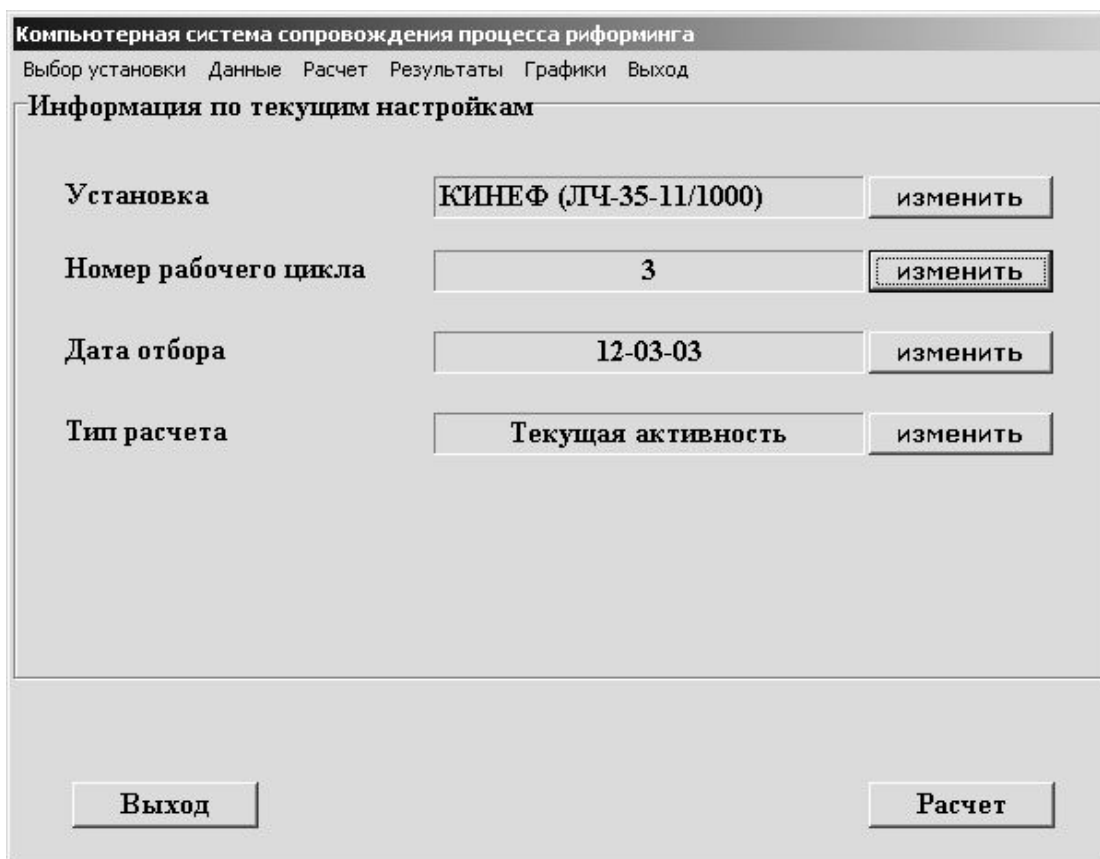 Компьютерная система сопровождения процесса риформинга
Выбор установки Данные Расчет Результаты Графики Выход
Информация по текущим настройкам
Установка КИНЕФ (ЛЧ-35-11/1000) изменить
Номер рабочего цикла 3 изменить
Дата отбора 12-03-03 изменить
Тип расчета Текущая активность изменить
Выход Расчет